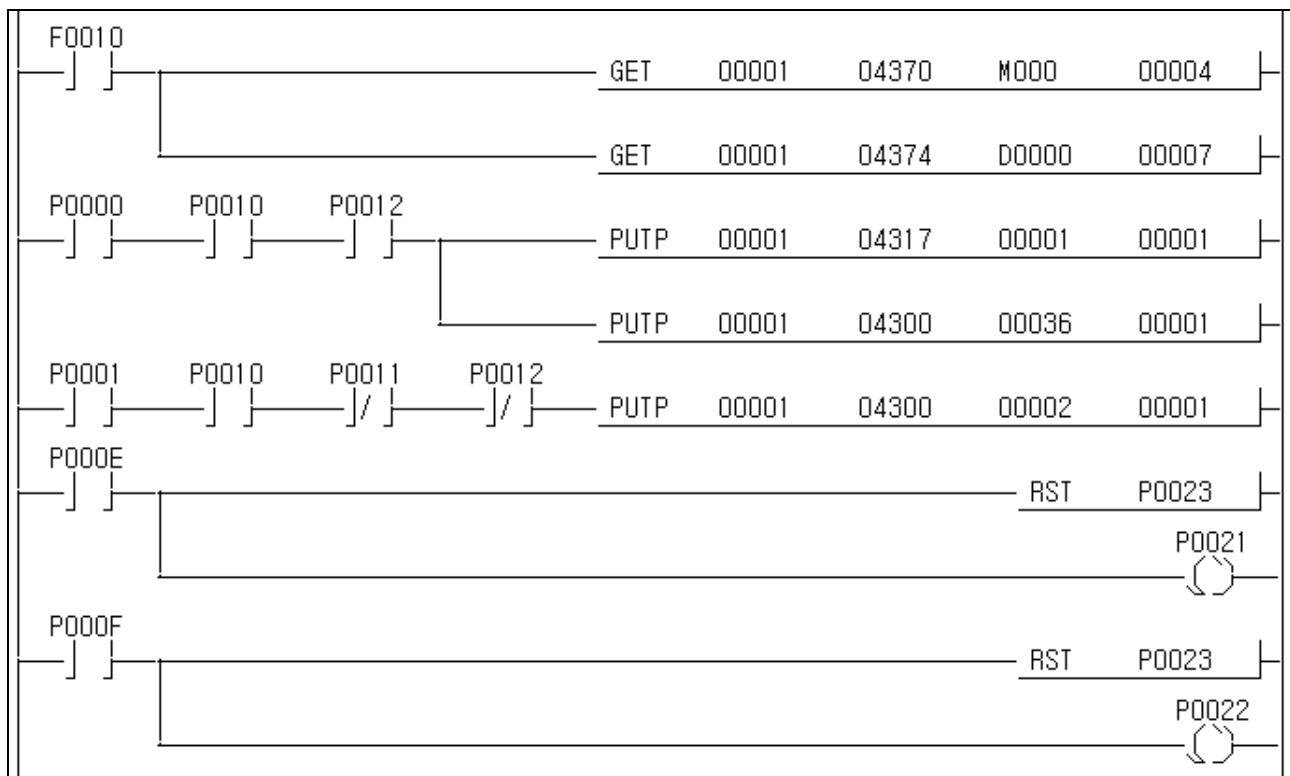 F0010
GET 00001 04370 M000 00004
GET 00001 04374 D0000 00007
P0000 P0010 P0012
PUTP 00001 04317 00001 00001
PUTP 00001 04300 00036 00001
P0001 P0010 P0011 P0012
PUTP 00001 04300 00002 00001
P000E
RST P0023
P0021
P000F
RST P0023
P0022